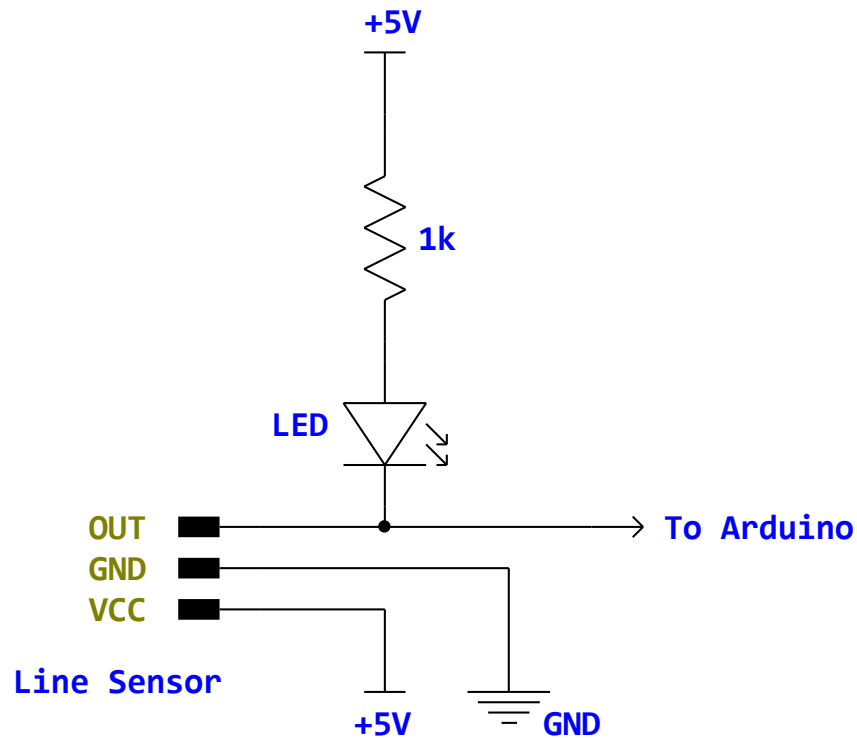 +5V
1k
LED
OUT
To Arduino
GND
VCC
Line Sensor
+5V
GND